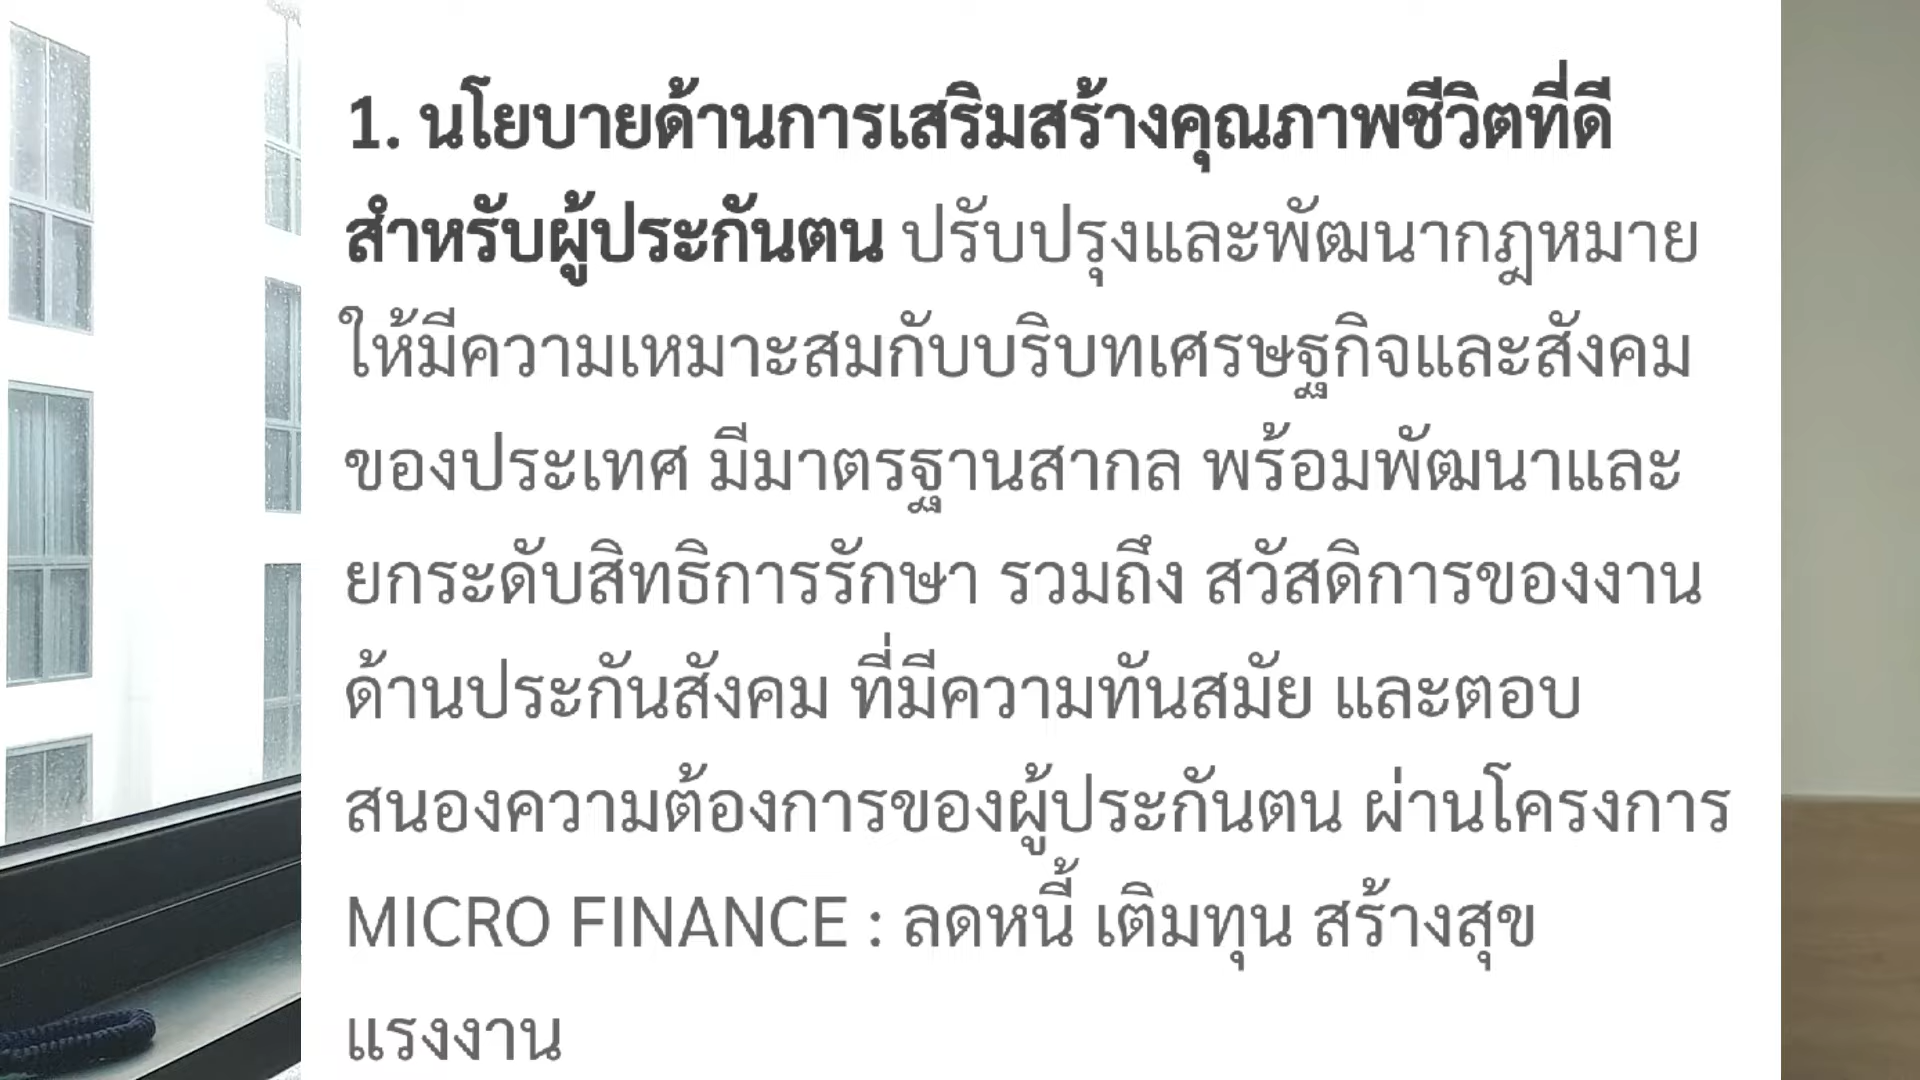 1. นโยบายด้านการเสริมสร้างคุณภาพชีวิตที่ดี
สำหรับผู้ประกันตน ปรับปรุงและพัฒนากฎหมาย
ให้มีความเหมาะสมกับบริบทเศรษฐกิจและสังคม
ของประเทศ มีมาตรฐานสากล พร้อมพัฒนาและ
ยกระดับสิทธิการรักษา รวมถึง สวัสดิการของงาน
ด้านประกันสังคม ที่มีความทันสมัย และตอบ
สนองความต้องการของผู้ประกันตน ผ่านโครงการ
MICRO FINANCE : ลดหนี้ เติมทุน สร้างสุข
แรงงาน